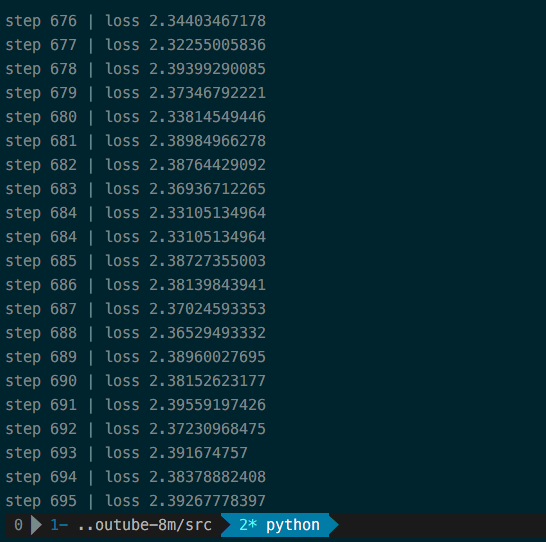 step 676 | loss 2.34403467178
step 677 | loss 2.32255005836
step 678 | loss 2.39399290085
step 679 | loss 2.37346792221
step 680 | loss 2.33814549446
step 681 | loss 2.38984966278
step 682 | loss 2.38764429092
step 683 | loss 2.36936712265
step 684 | loss 2.33105134964
step 684 | loss 2.33105134964
step 685 | loss 2.38727355003
step 686 | loss 2.38139843941
step 687 | loss 2.37024593353
step 688 | loss 2.36529493332
step 689 | loss 2.38960027695
step 690 | loss 2.38152623177
step 691 | loss 2.39559197426
step 692 | loss 2.37230968475
step 693 | loss 2.391674757
step 694 | loss 2.38378882408
step 695 | loss 2.39267778397
0 1- ..outube-8m/src 2* python